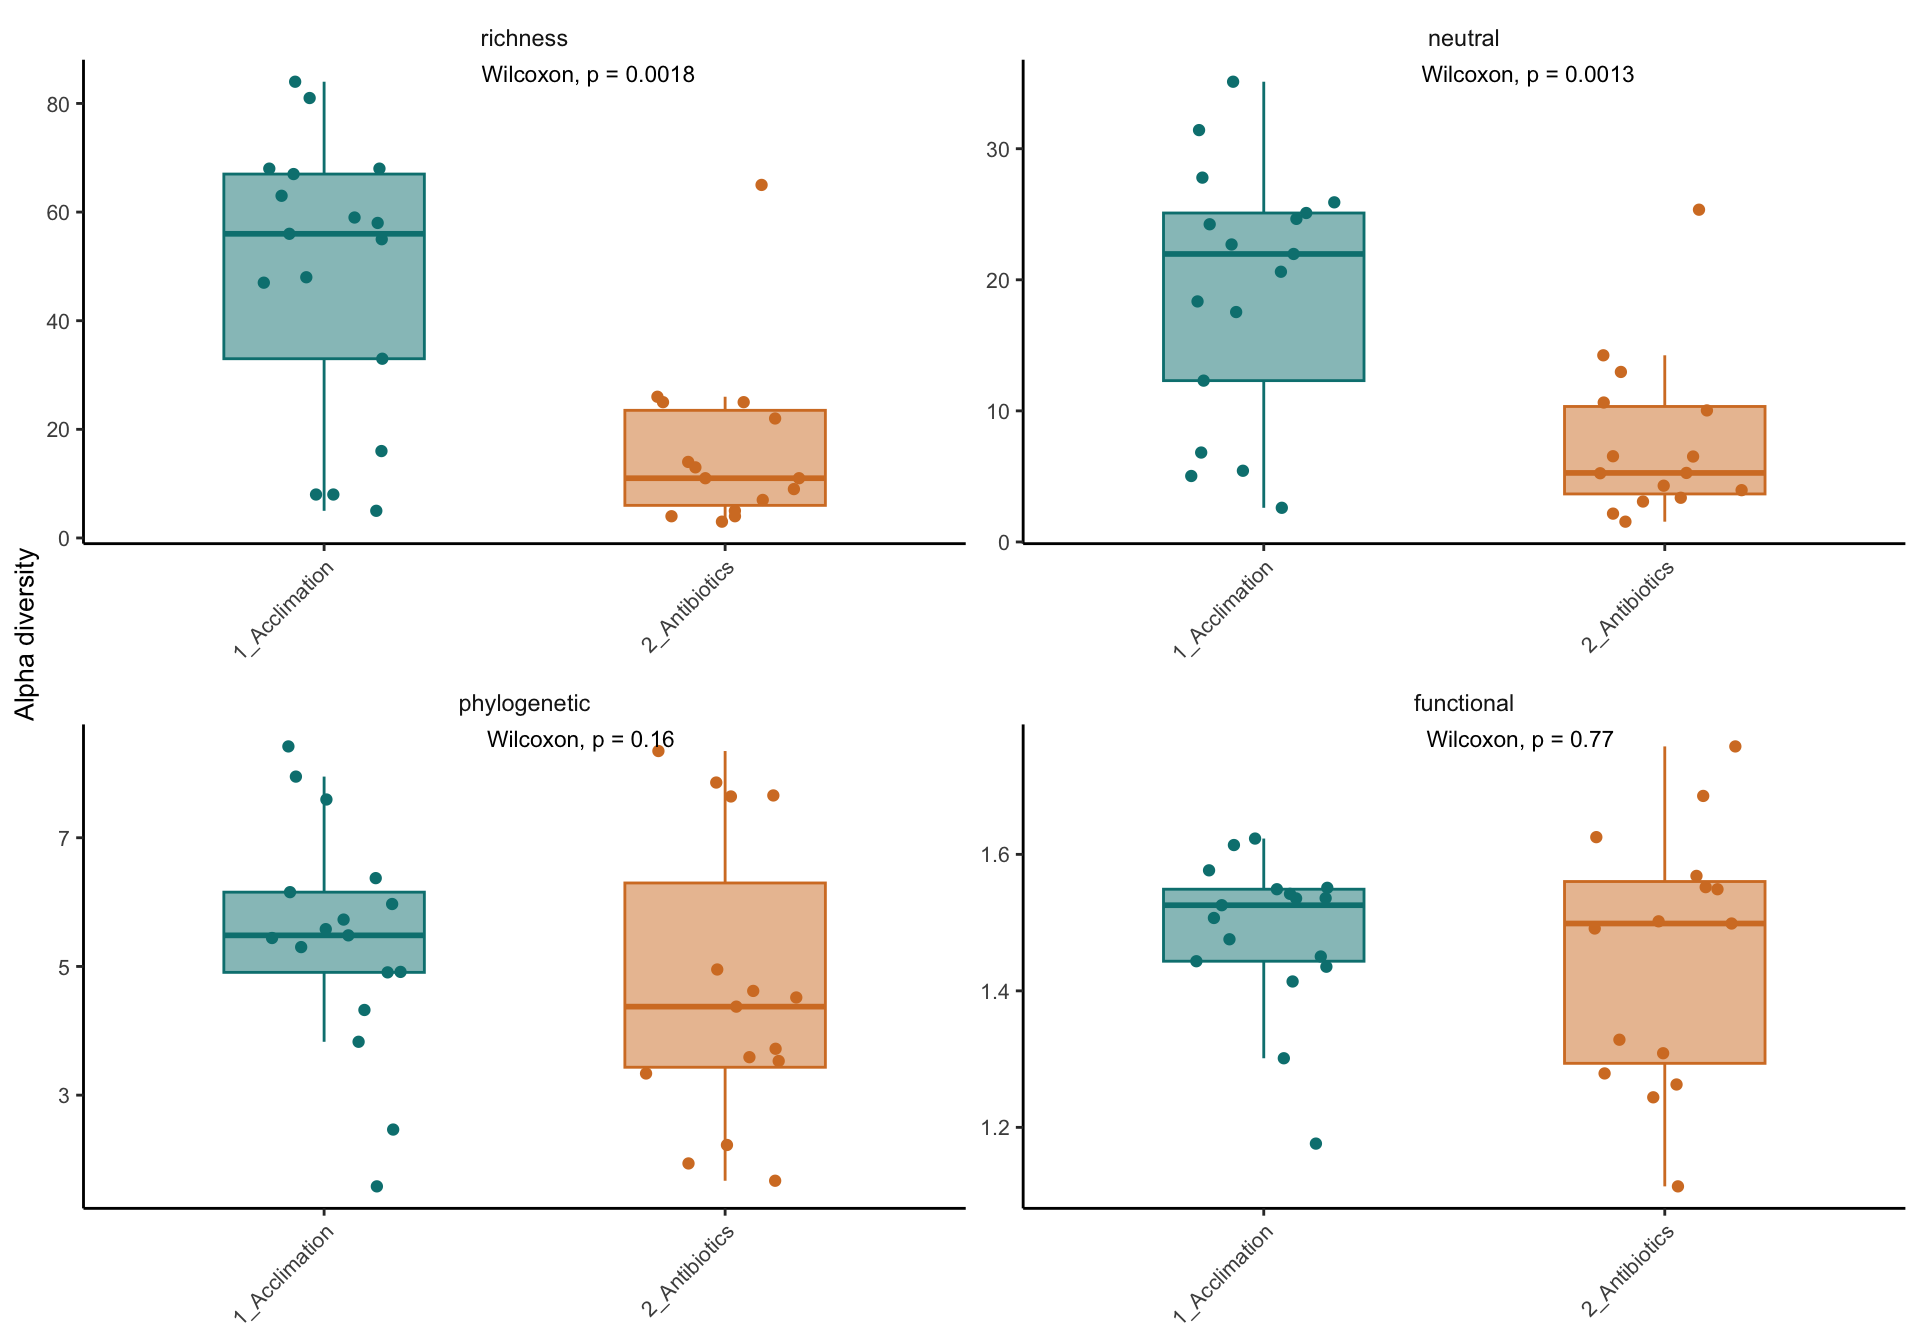 richness
Wilcoxon, p = 0.0018
80
60
40
20
0
1_Acclimation
2_Antibiotics
neutral
Wilcoxon, p = 0.0013
30
20
10
0
1_Acclimation
2_Antibiotics
Alpha diversity
phylogenetic
Wilcoxon, p = 0.16
7
5
3
1_Acclimation
2_Antibiotics
functional
Wilcoxon, p = 0.77
1.6
1.4
1.2
1_Acclimation
2_Antibiotics